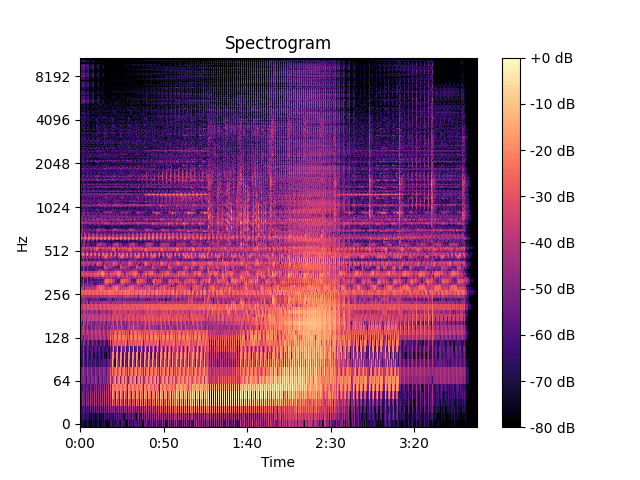 Spectrogram
8192
4096
2048
1024
512
256
128
64
0
Hz
0:00 0:50 1:40 2:30 3:20
Time
+0 dB
-10 dB
-20 dB
-30 dB
-40 dB
-50 dB
-60 dB
-70 dB
-80 dB